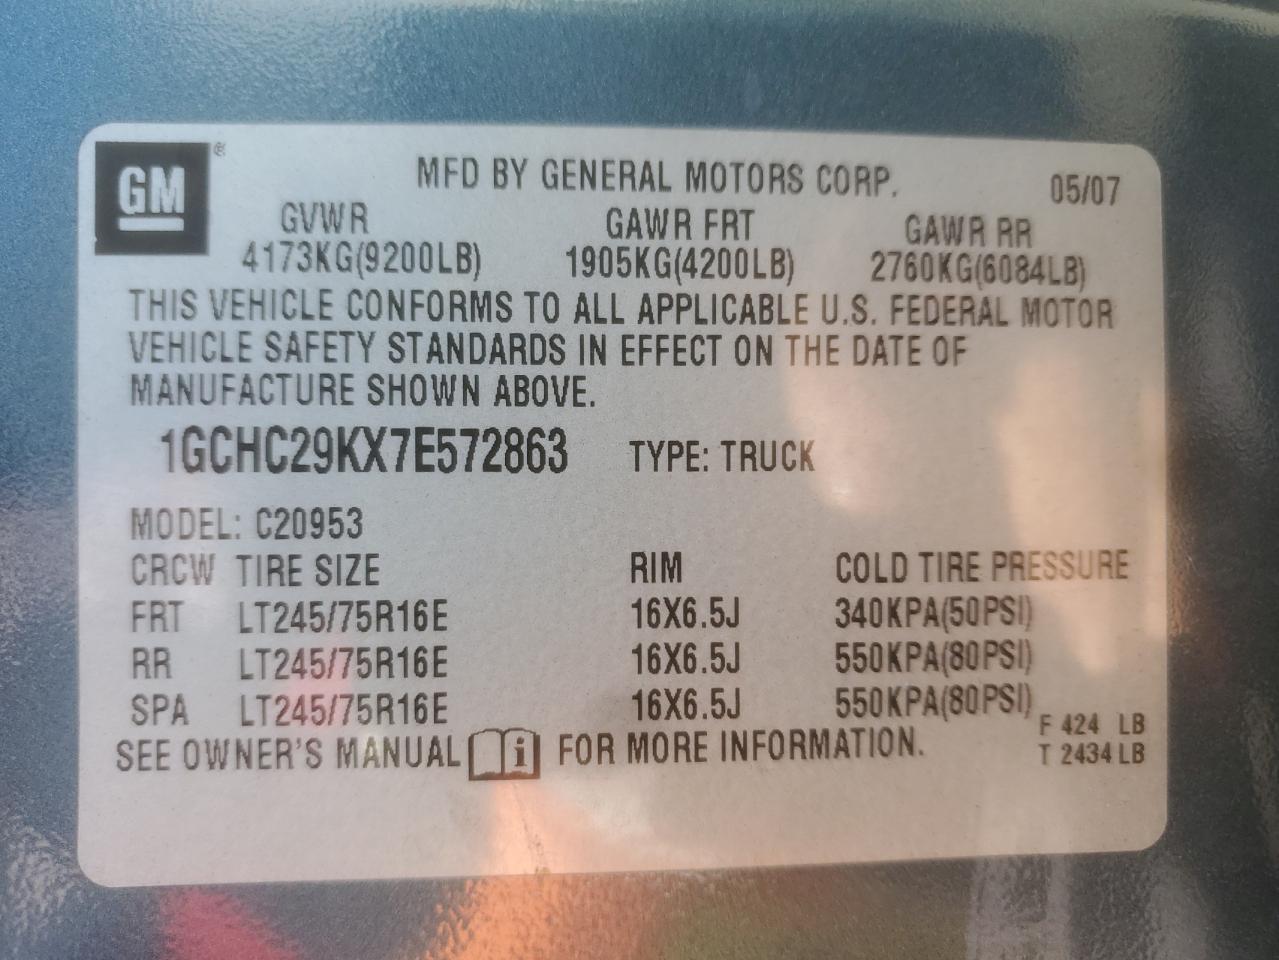 GM ®
MFD BY GENERAL MOTORS CORP. 05/07
GVWR GAWR FRT GAWR RR
4173KG(9200LB) 1905KG(4200LB) 2760KG(6084LB)
THIS VEHICLE CONFORMS TO ALL APPLICABLE U.S. FEDERAL MOTOR
VEHICLE SAFETY STANDARDS IN EFFECT ON THE DATE OF
MANUFACTURE SHOWN ABOVE.
1GCHC29KX7E572863 TYPE: TRUCK
MODEL: C20953
CRCW TIRE SIZE RIM COLD TIRE PRESSURE
FRT LT245/75R16E 16X6.5J 340KPA(50PSI)
RR LT245/75R16E 16X6.5J 550KPA(80PSI)
SPA LT245/75R16E 16X6.5J 550KPA(80PSI)
F 424 LB
SEE OWNER'S MANUAL i FOR MORE INFORMATION. T 2434 LB